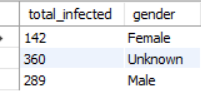 total_infected gender
142 Female
360 Unknown
289 Male